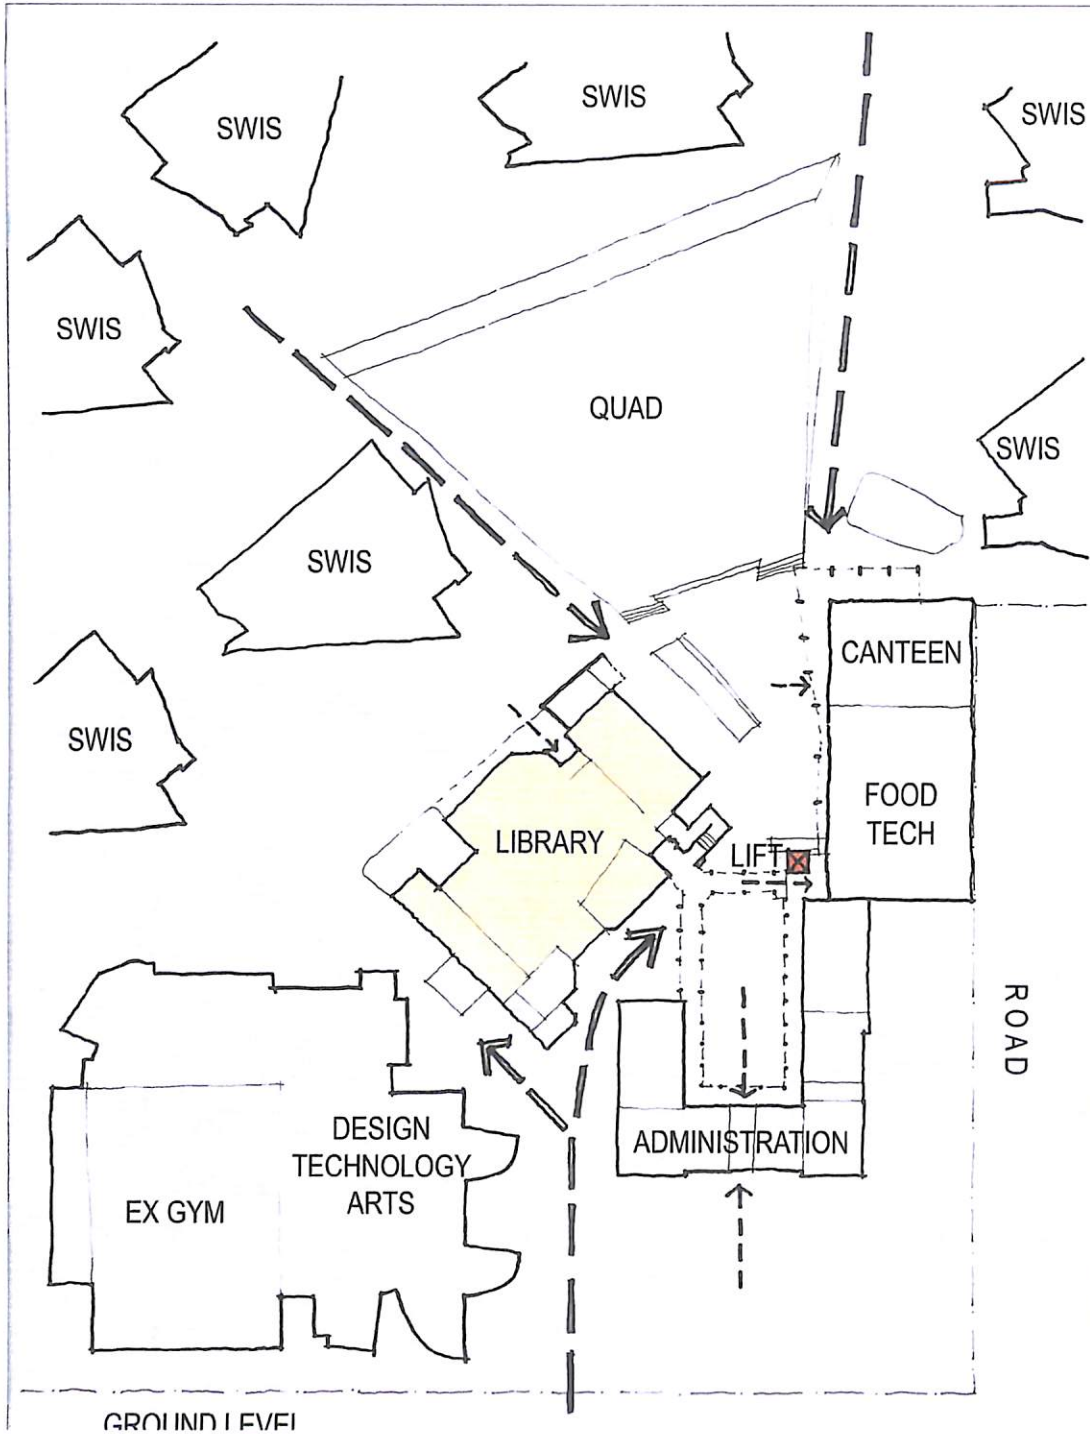 SWIS
SWIS
SWIS
SWIS
QUAD
SWIS
SWIS
CANTEEN
SWIS
FOOD
TECH
LIBRARY
LIFT
ROAD
DESIGN
TECHNOLOGY
ARTS
ADMINISTRATION
EX GYM
GROUND LEVEL